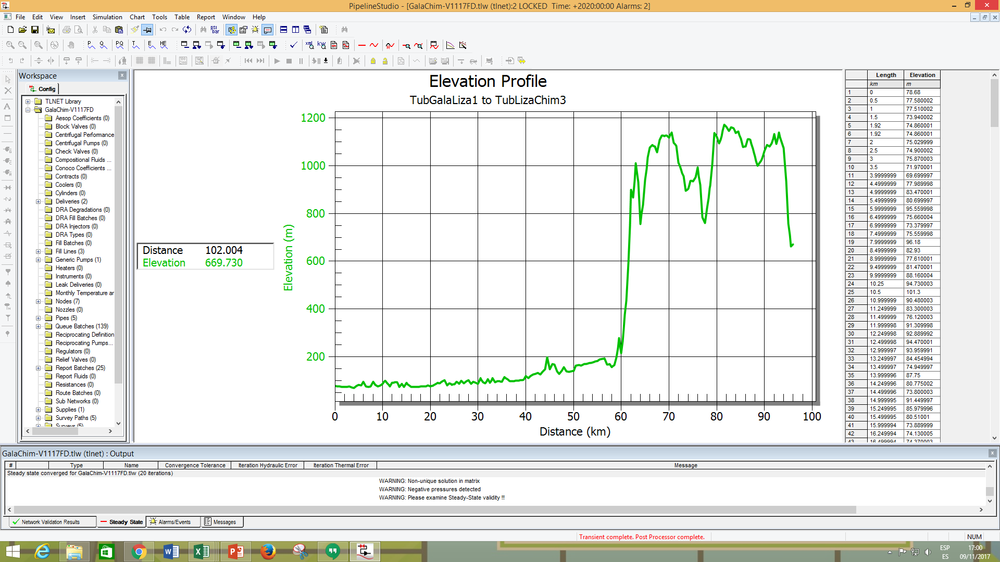 PipelineStudio - [GalaChim-V1117FD.tlw (tlnet):2 LOCKED Time: +2020:00:00 Alarms: 2]
File Edit View Insert Simulation Chart Tools Table Report Window Help
Workspace
Config
TLNET Library
GalaChim-V1117FD
Aesop Coefficients (0)
Block Valves (0)
Centrifugal Performance
Centrifugal Pumps (0)
Check Valves (0)
Compositional Fluids ...
Conoco Coefficients ...
Contracts (0)
Coolers (0)
Cylinders (0)
Deliveries (2)
DRA Degradations (0)
DRA Fill Batches (0)
DRA Injectors (0)
DRA Types (0)
Fill Batches (0)
Fill Lines (3)
Generic Pumps (1)
Heaters (0)
Instruments (0)
Leak Deliveries (0)
Monthly Temperature ar
Nodes (7)
Nozzles (0)
Pipes (5)
Queue Batches (139)
Reciprocating Definition
Reciprocating Pumps...
Regulators (0)
Relief Valves (0)
Report Batches (25)
Report Fluids (0)
Resistances (0)
Route Batches (0)
Sub Networks (0)
Supplies (1)
Survey Paths (5)
Surveys (5)
Elevation Profile
TubGalaLiza1 to TubLizaChim3
Distance 102.004
Elevation 669.730
Elevation (m)
1200
1000
800
600
400
200
0 10 20 30 40 50 60 70 80 90 100
Distance (km)
Length Elevation
km m
1 0 78.68
2 0.5 77.580002
3 1 77.510002
4 1.5 73.940002
5 1.92 74.860001
6 1.92 74.860001
7 2 75.029999
8 2.5 74.900002
9 3 75.870003
10 3.5 71.970001
11 3.9999999 69.699997
12 4.4999999 77.989998
13 4.9999999 83.470001
14 5.4999999 80.699997
15 5.9999999 95.559998
16 6.4999999 75.660004
17 6.9999999 73.379997
18 7.4999999 75.559998
19 7.9999999 96.18
20 8.4999999 82.93
21 8.9999999 77.610001
22 9.4999999 81.470001
23 9.9999999 88.160004
24 10.25 94.730003
25 10.5 101.3
26 10.999999 90.480003
27 11.249999 83.300003
28 11.499999 76.120003
29 11.999998 91.309998
30 12.249998 92.889992
31 12.499998 94.470001
32 12.999997 93.959991
33 13.249997 84.454994
34 13.499997 74.949997
35 13.999996 87.75
36 14.249996 80.775002
37 14.499996 73.800003
38 14.999995 91.449997
39 15.249995 85.979996
40 15.499995 80.51001
41 15.999994 73.889999
42 16.249994 74.130005
43 16.499994 74.370003
GalaChim-V1117FD.tlw (tlnet) : Output
# Type Name Convergence Tolerance Iteration Hydraulic Error Iteration Thermal Error Message
Steady state converged for GalaChim-V1117FD.tlw (20 iterations)
WARNING: Non-unique solution in matrix
WARNING: Negative pressures detected
WARNING: Please examine Steady-State validity !!!
Network Validation Results Steady State Alarms/Events Messages
Transient complete. Post Processor complete.
NUM
ESP 17:00
ES 09/11/2017